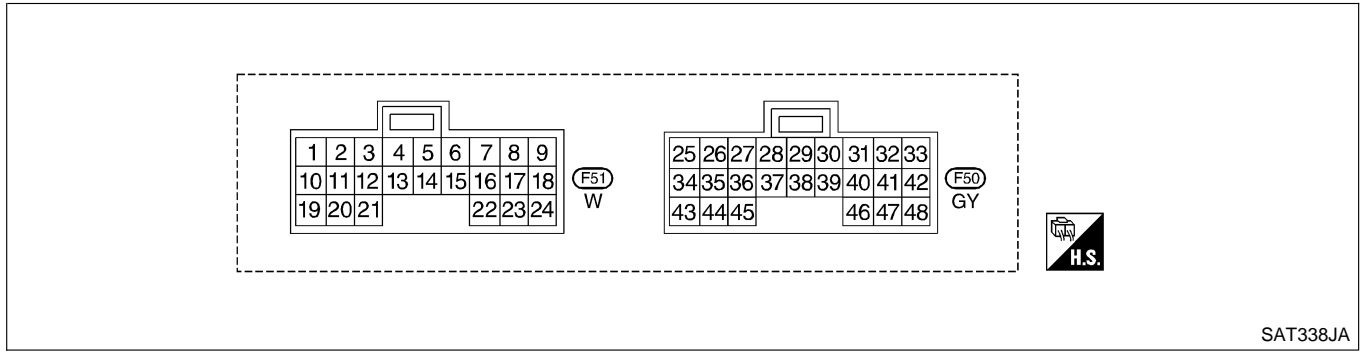 1 2 3 4 5 6 7 8 9
10 11 12 13 14 15 16 17 18
19 20 21 22 23 24
F51
W
25 26 27 28 29 30 31 32 33
34 35 36 37 38 39 40 41 42
43 44 45 46 47 48
F50
GY
H.S.
SAT338JA